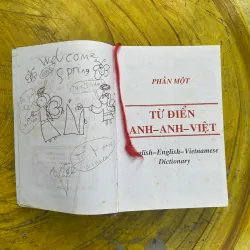 welcome
Spring
PHẦN MỘT
TỪ ĐIỂN
ANH–ANH–VIỆT
English–English–Vietnamese
Dictionary